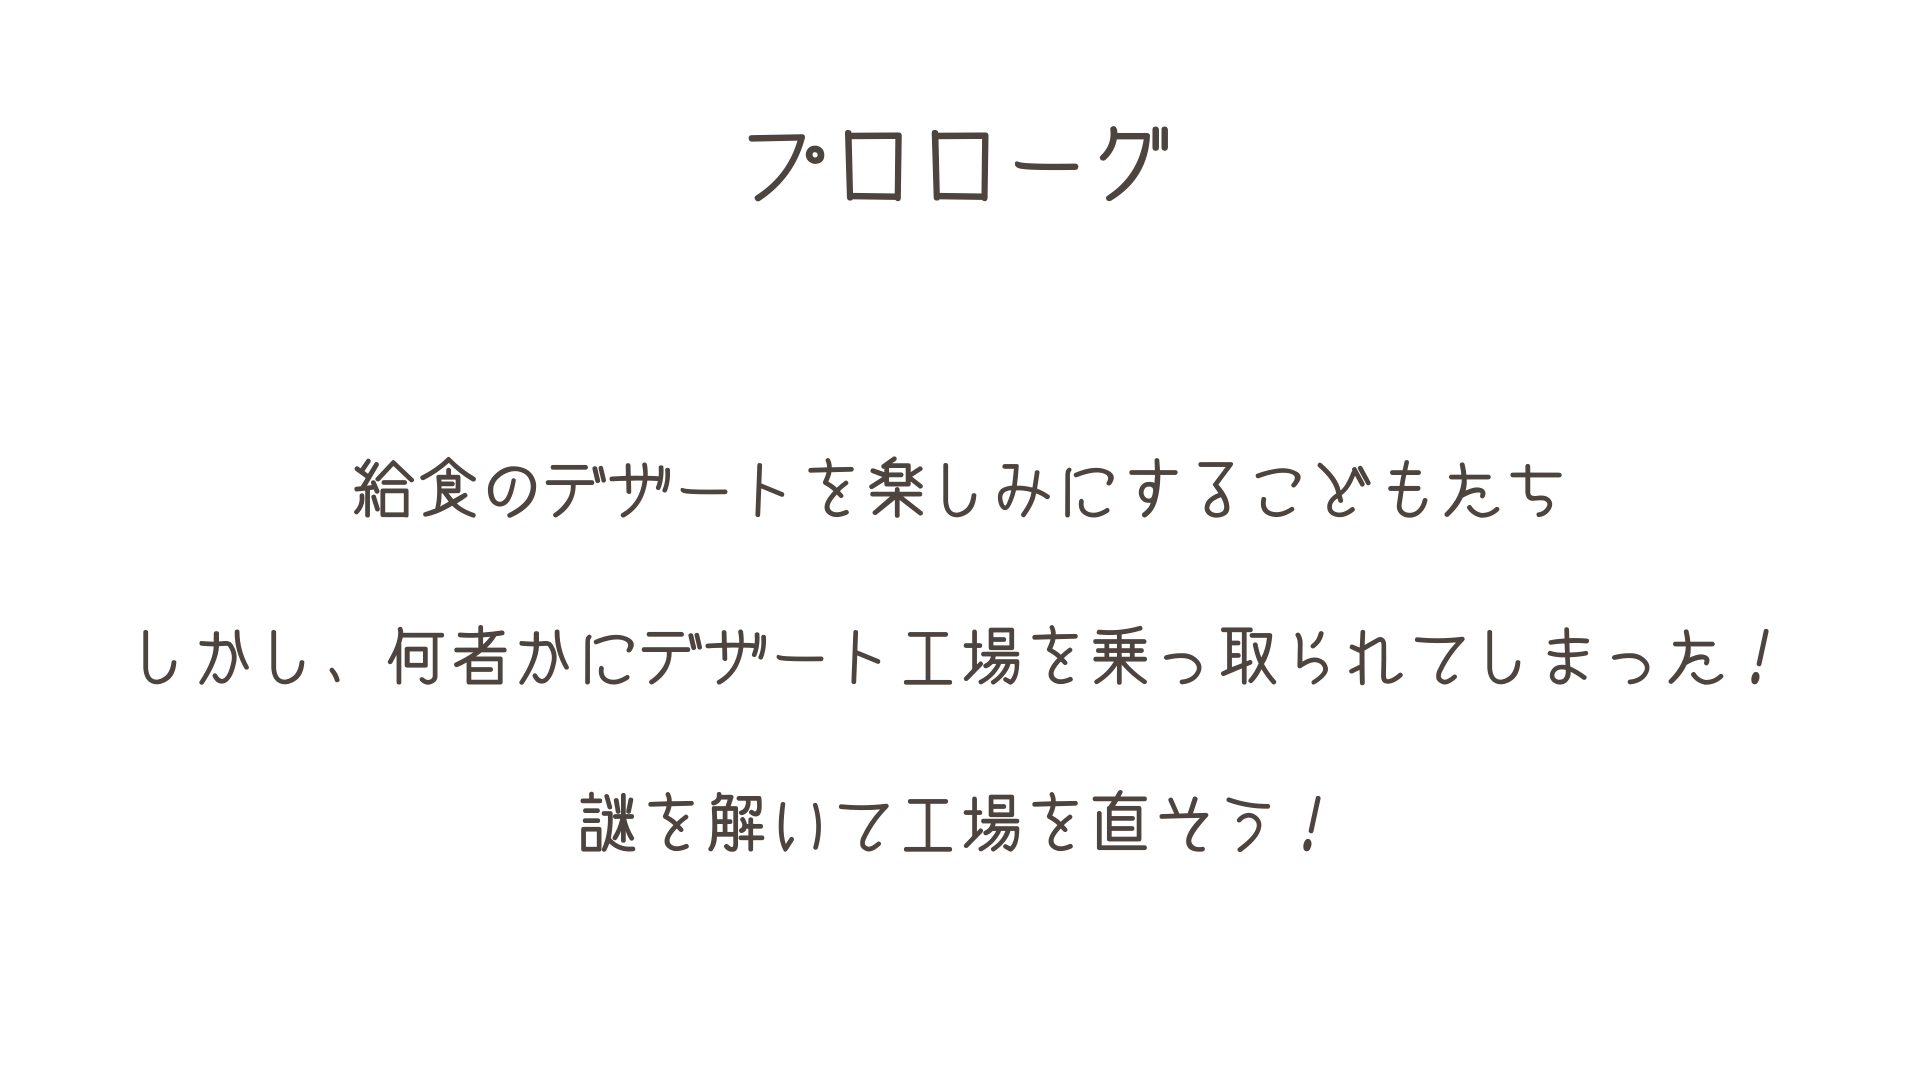 プロローグ
給食のデザートを楽しみにするこどもたち
しかし、何者かにデザート工場を乗っ取られてしまった！
謎を解いて工場を直そう！